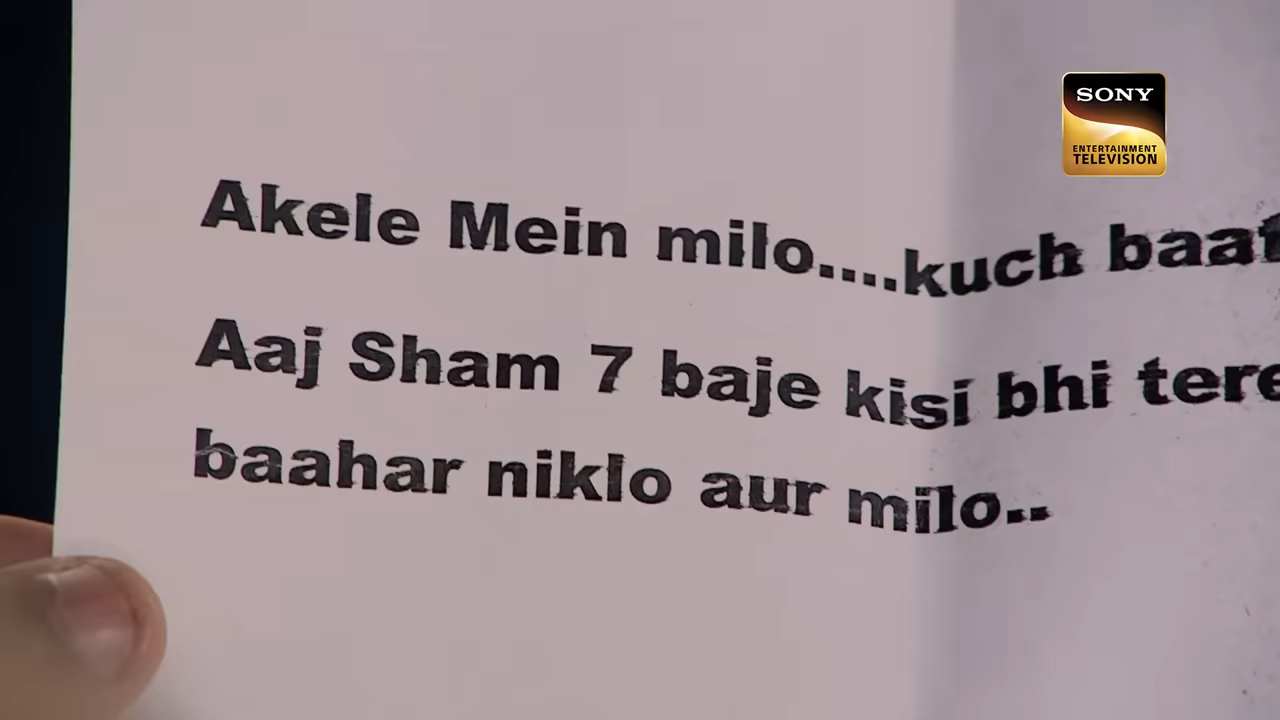 SONY
ENTERTAINMENT
TELEVISION
Akele Mein milo....kuch baat
Aaj Sham 7 baje kisi bhi tere
baahar niklo aur milo..